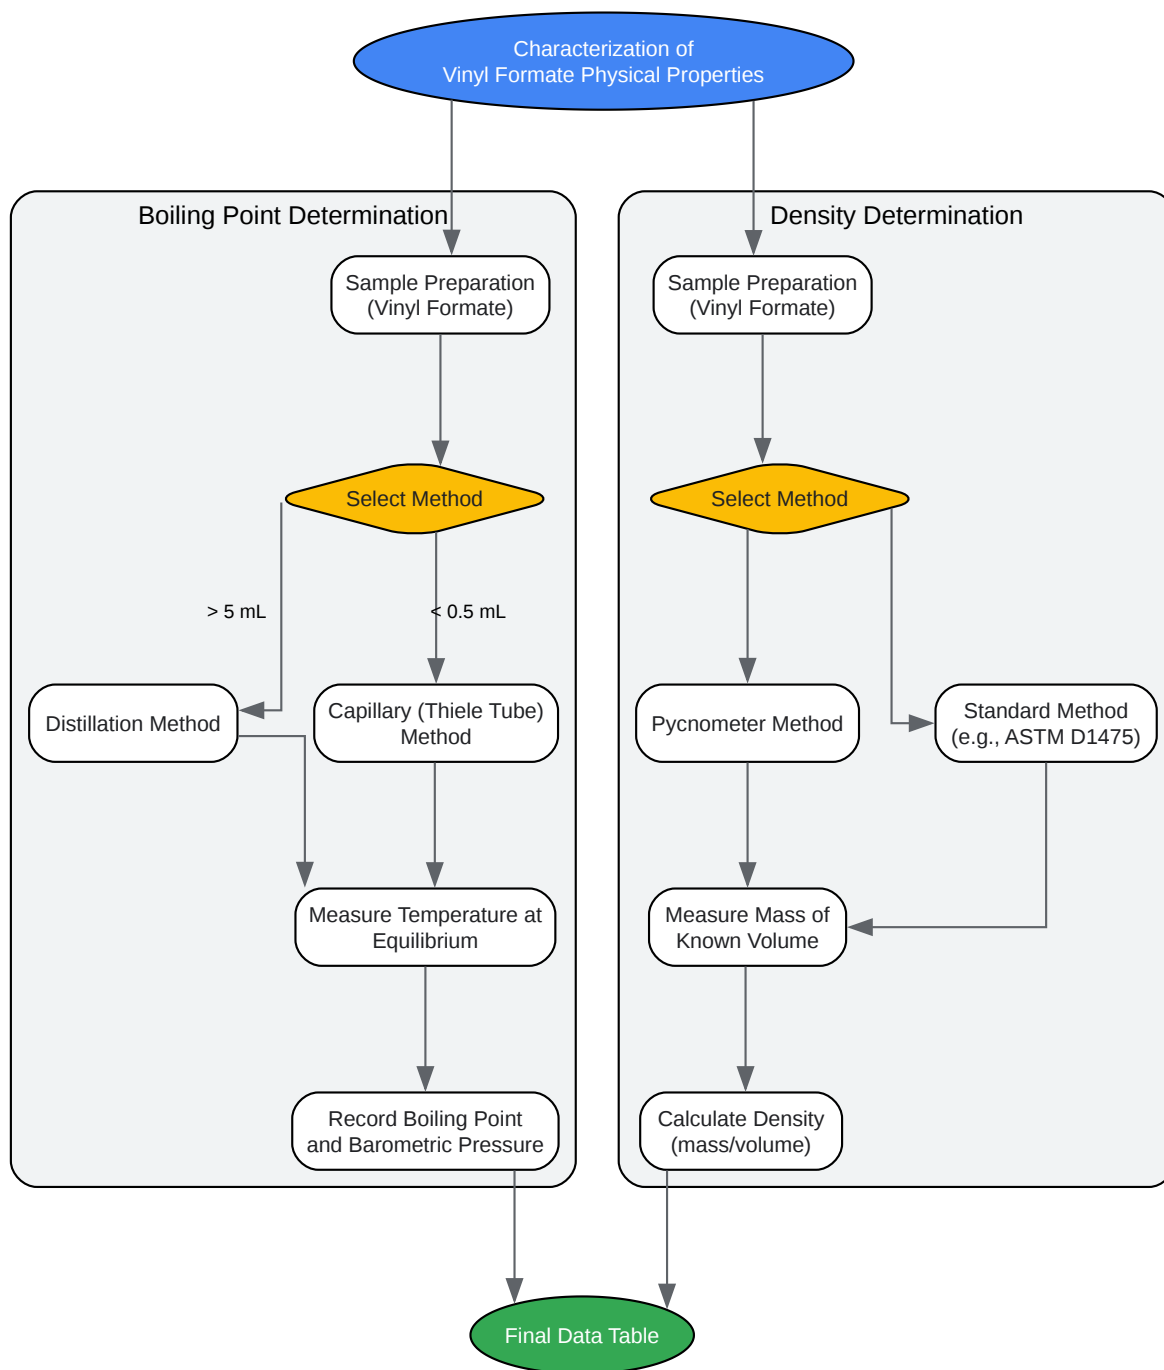 Characterization of
Vinyl Formate Physical Properties
Boiling Point Determination
Sample Preparation
(Vinyl Formate)
Select Method
> 5 mL
< 0.5 mL
Distillation Method
Capillary (Thiele Tube)
Method
Measure Temperature at
Equilibrium
Record Boiling Point
and Barometric Pressure
Density Determination
Sample Preparation
(Vinyl Formate)
Select Method
Pycnometer Method
Standard Method
(e.g., ASTM D1475)
Measure Mass of
Known Volume
Calculate Density
(mass/volume)
Final Data Table